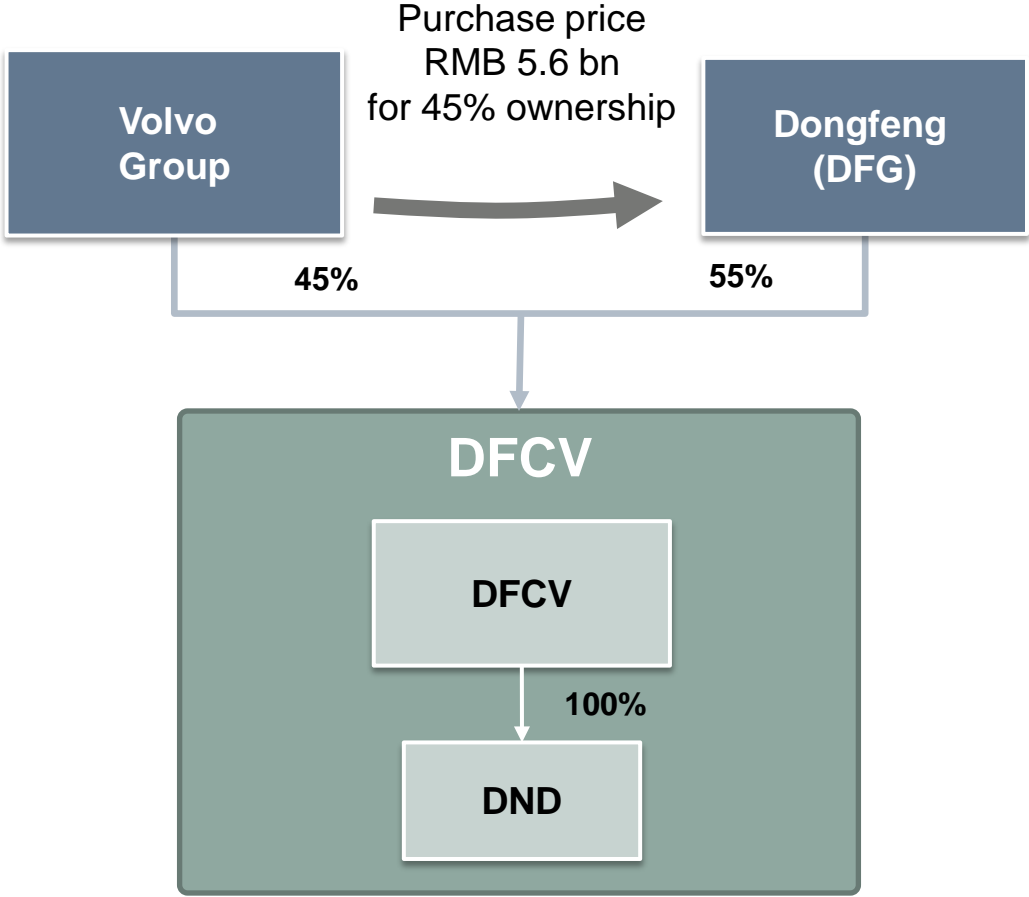 Purchase price
RMB 5.6 bn
for 45% ownership
Volvo
Group
Dongfeng
(DFG)
45%
55%
DFCV
DFCV
100%
DND